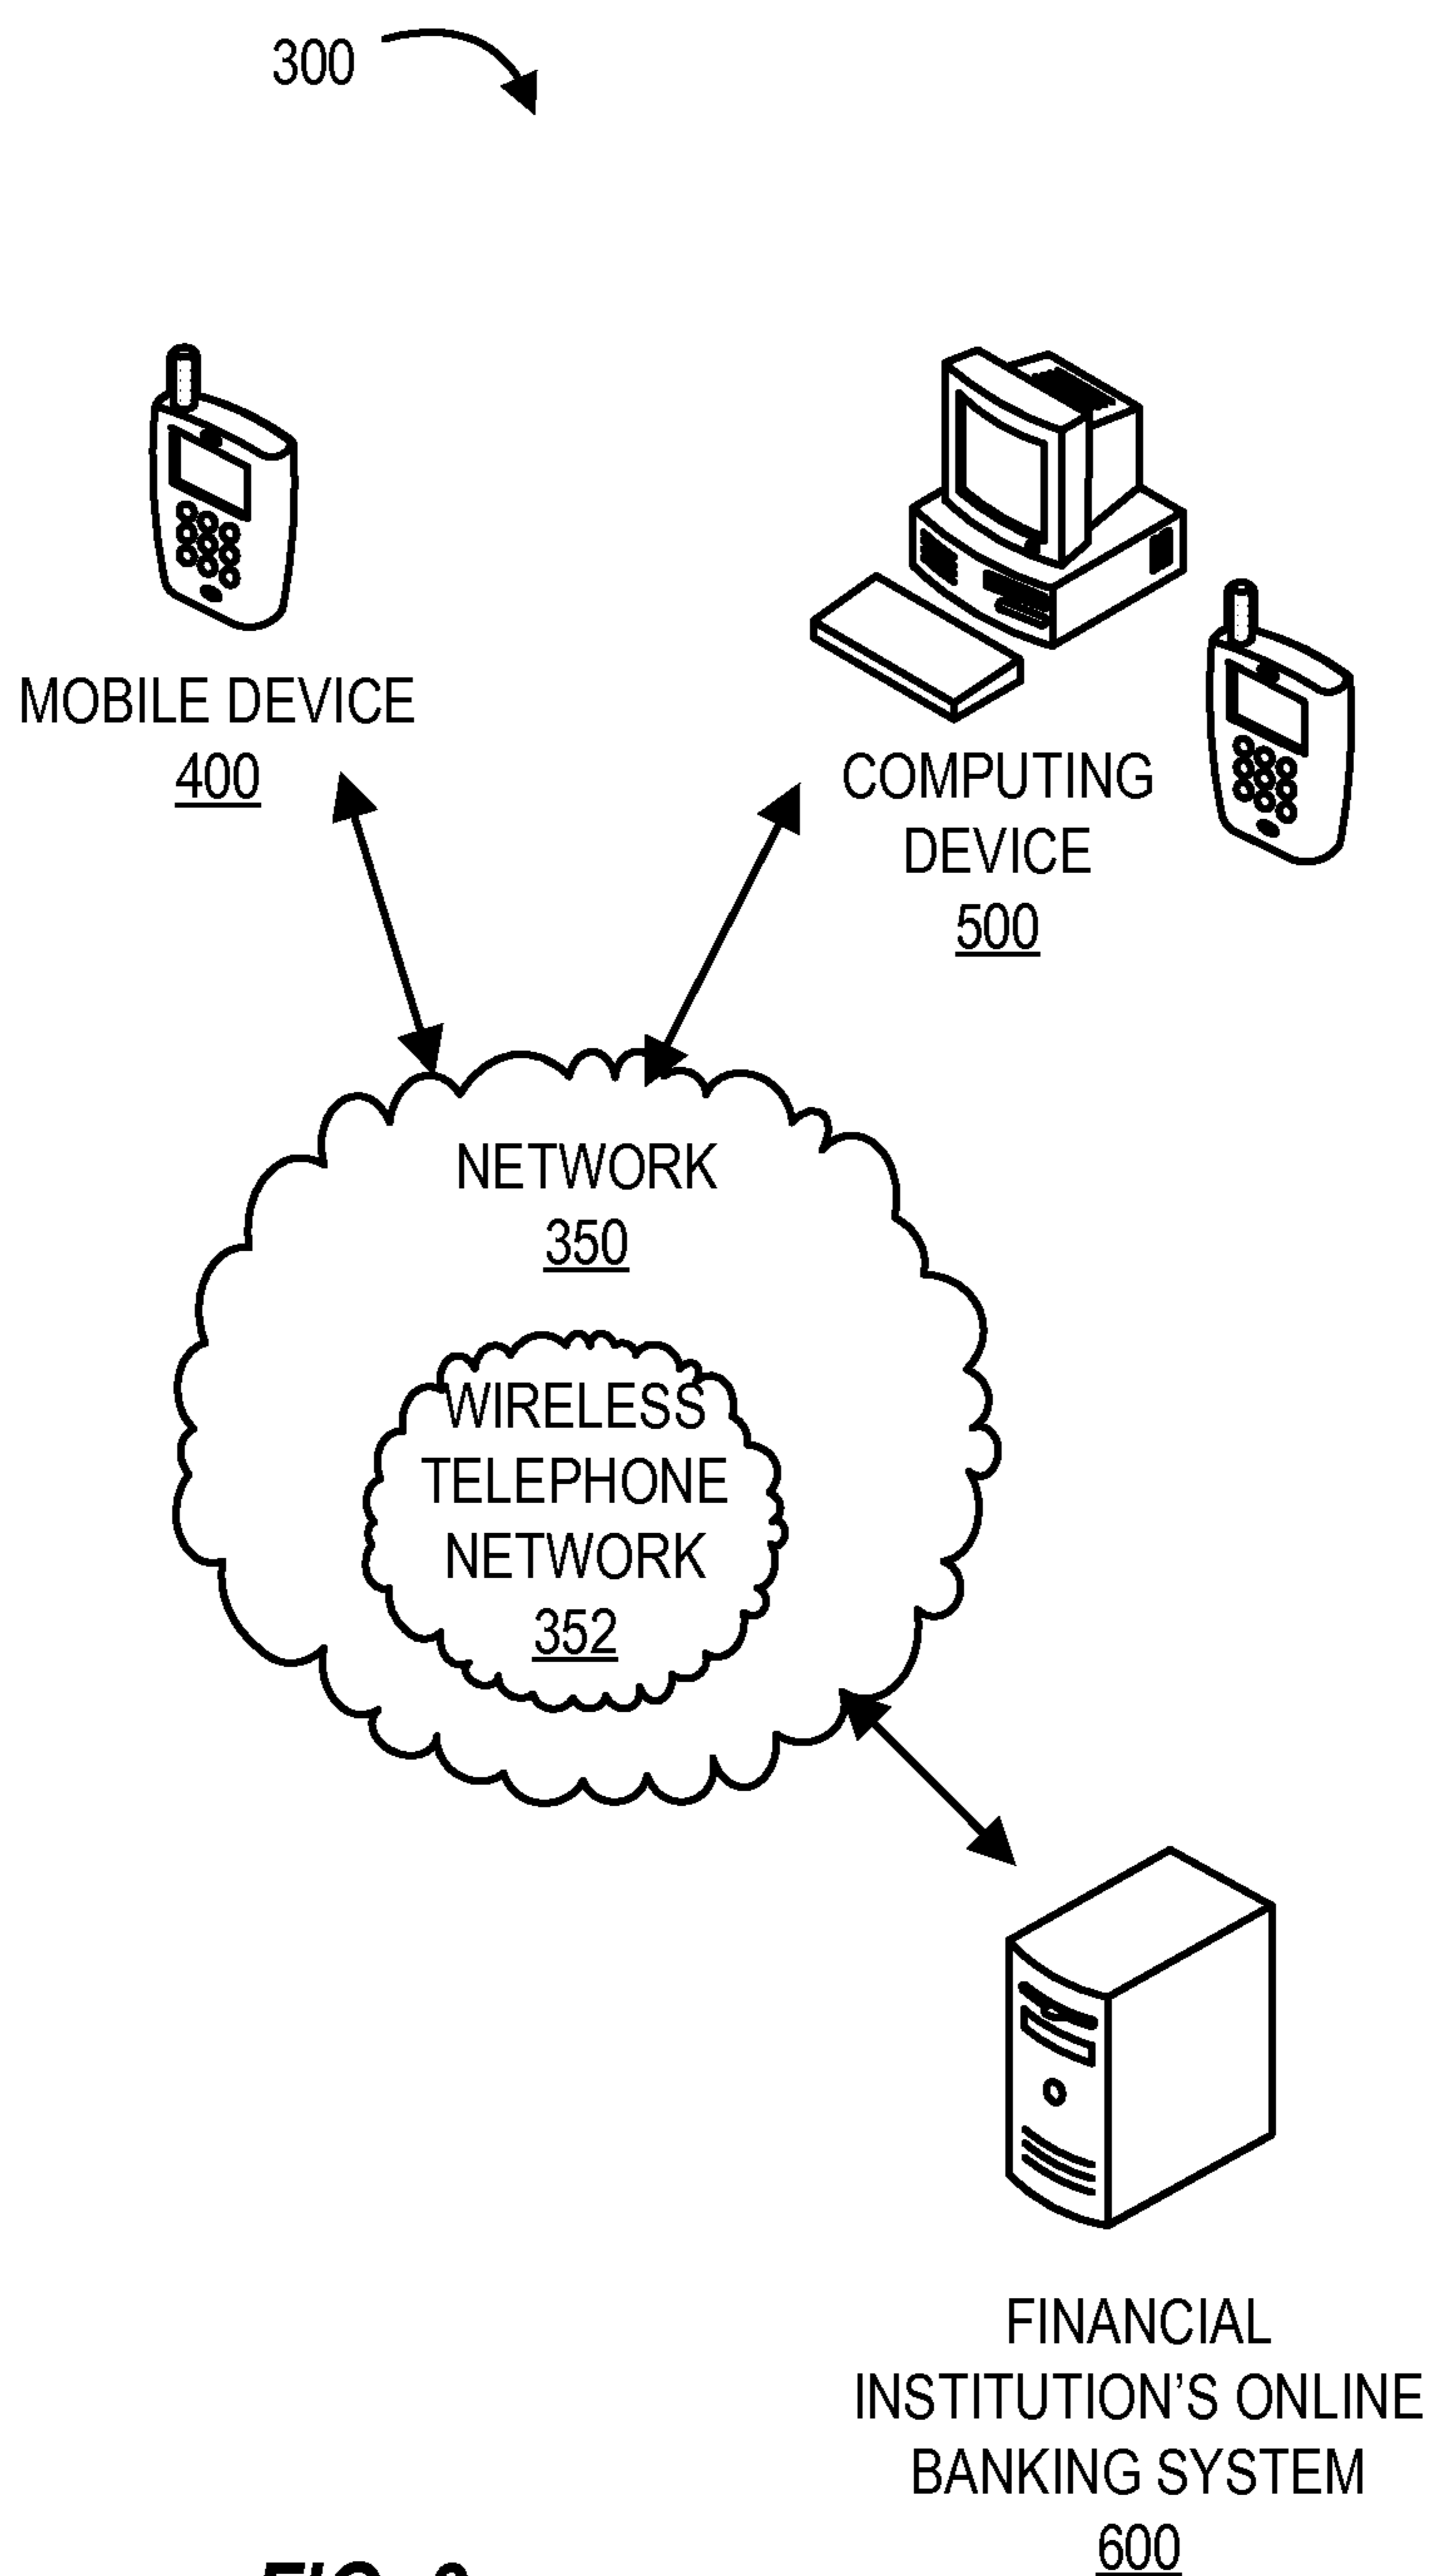 300
MOBILE DEVICE
400
COMPUTING
DEVICE
500
NETWORK
350
WIRELESS
TELEPHONE
NETWORK
352
FINANCIAL
INSTITUTION’S ONLINE
BANKING SYSTEM
600